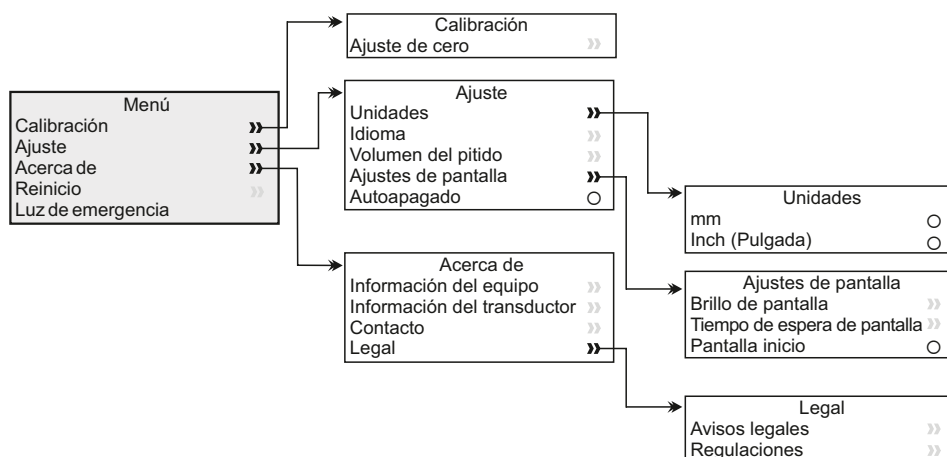 Calibración
Ajuste de cero
Menú
Calibración
Ajuste
Acerca de
Reinicio
Luz de emergencia
Ajuste
Unidades
Idioma
Volumen del pitido
Ajustes de pantalla
Autoapagado
Acerca de
Información del equipo
Información del transductor
Contacto
Legal
Unidades
mm
Inch (Pulgada)
Ajustes de pantalla
Brillo de pantalla
Tiempo de espera de pantalla
Pantalla inicio
Legal
Avisos legales
Regulaciones